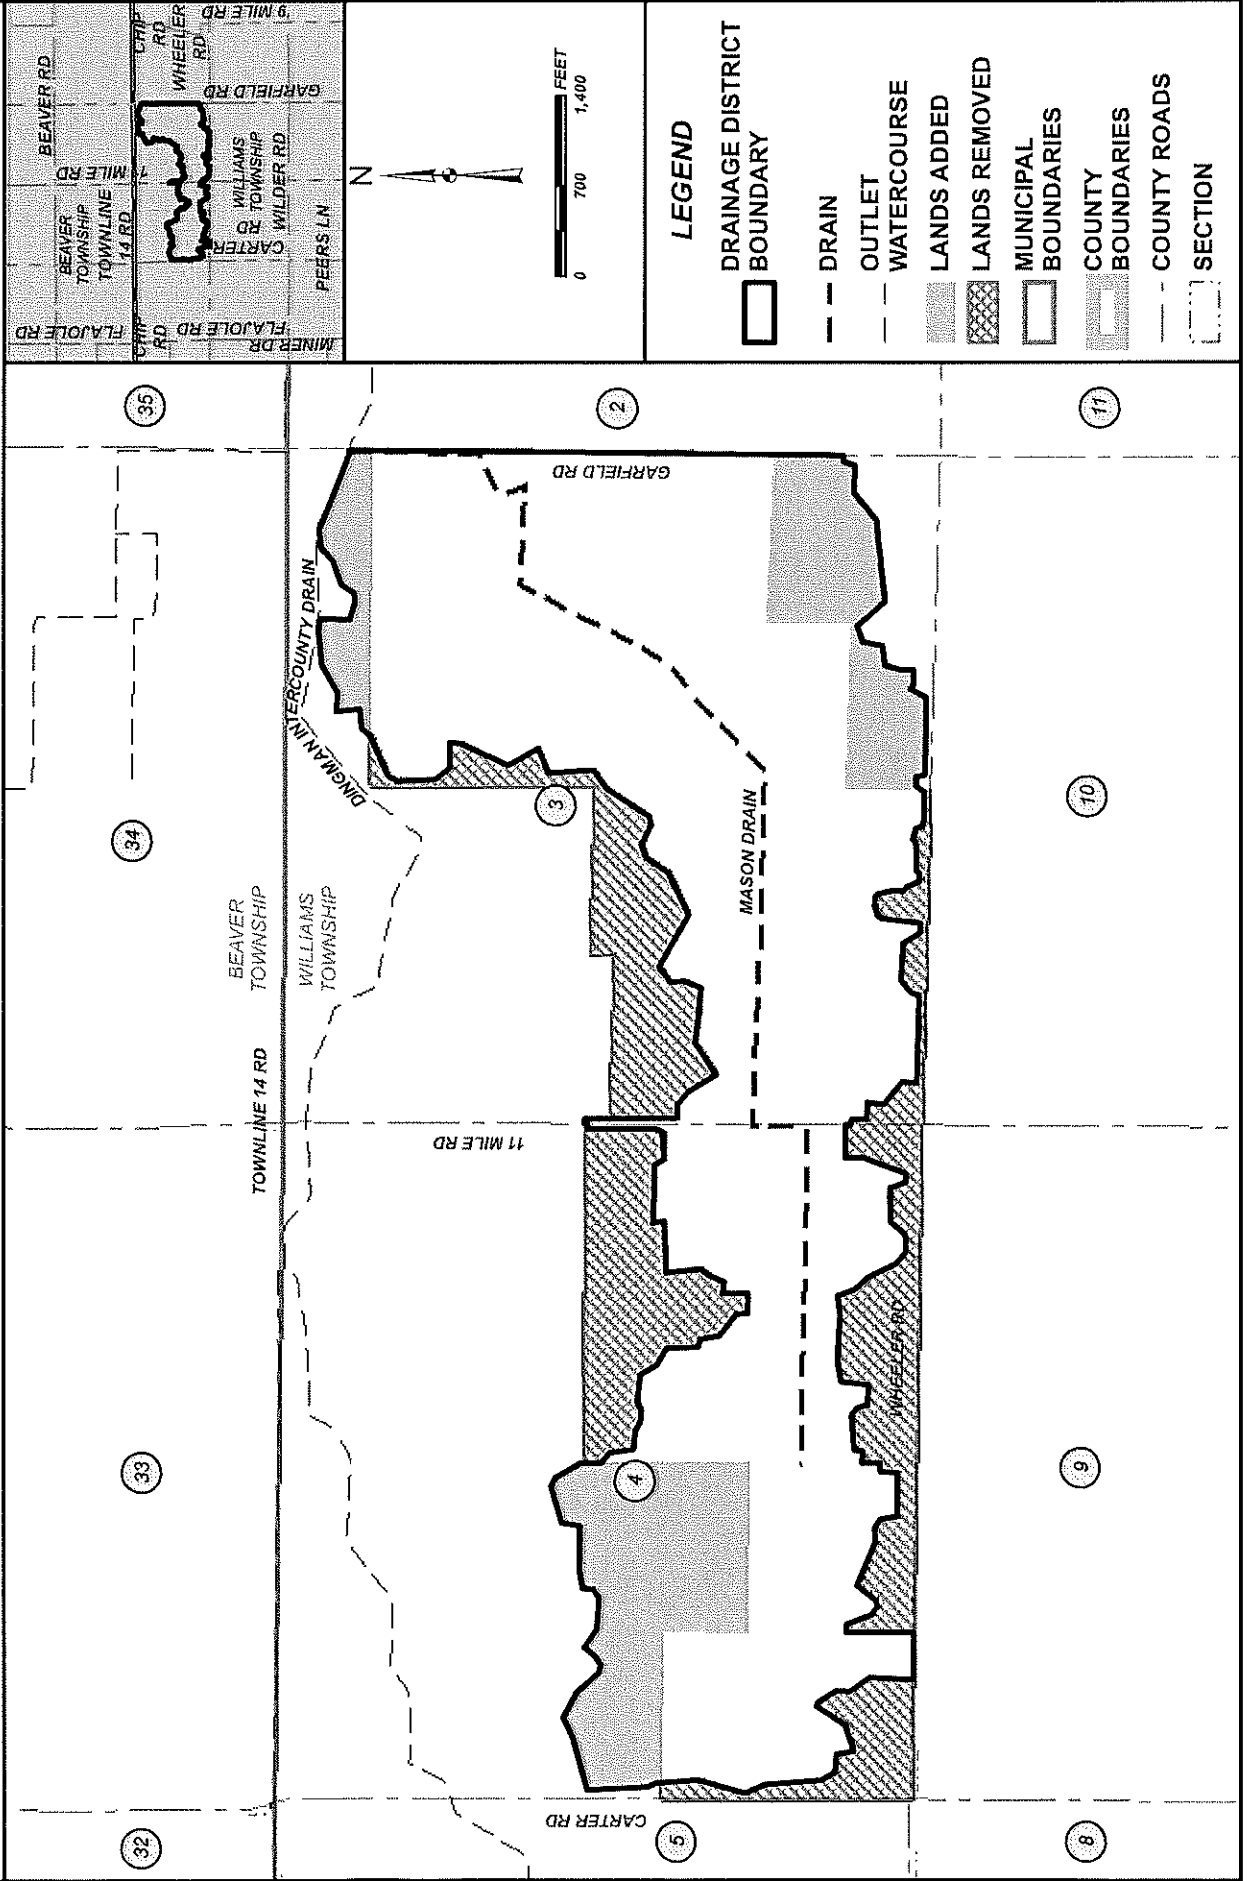 35
34
33
32
BEAVER
TOWNSHIP
WILLIAMS
TOWNSHIP
TOWNLINE 14 RD
DINGMAN INTERCOUNTY DRAIN
2
3
4
5
GARFIELD RD
11 MILE RD
CARTER RD
MASON DRAIN
WHEELER RD
11
10
9
8
BEAVER RD
CHIP
RD
WHEELER
RD
9 MILE RD
GARFIELD RD
11 MILE RD
BEAVER
TOWNSHIP
TOWNLINE
14 RD
WILLIAMS
TOWNSHIP
WILDER RD
CARTER
RD
PEERS LN
FLAJOLE RD
CHIP
RD
FLAJOLE RD
MINER DR
N
0
700
1,400
FEET
LEGEND
DRAINAGE DISTRICT
BOUNDARY
DRAIN
OUTLET
WATERCOURSE
LANDS ADDED
LANDS REMOVED
MUNICIPAL
BOUNDARIES
COUNTY
BOUNDARIES
COUNTY ROADS
SECTION